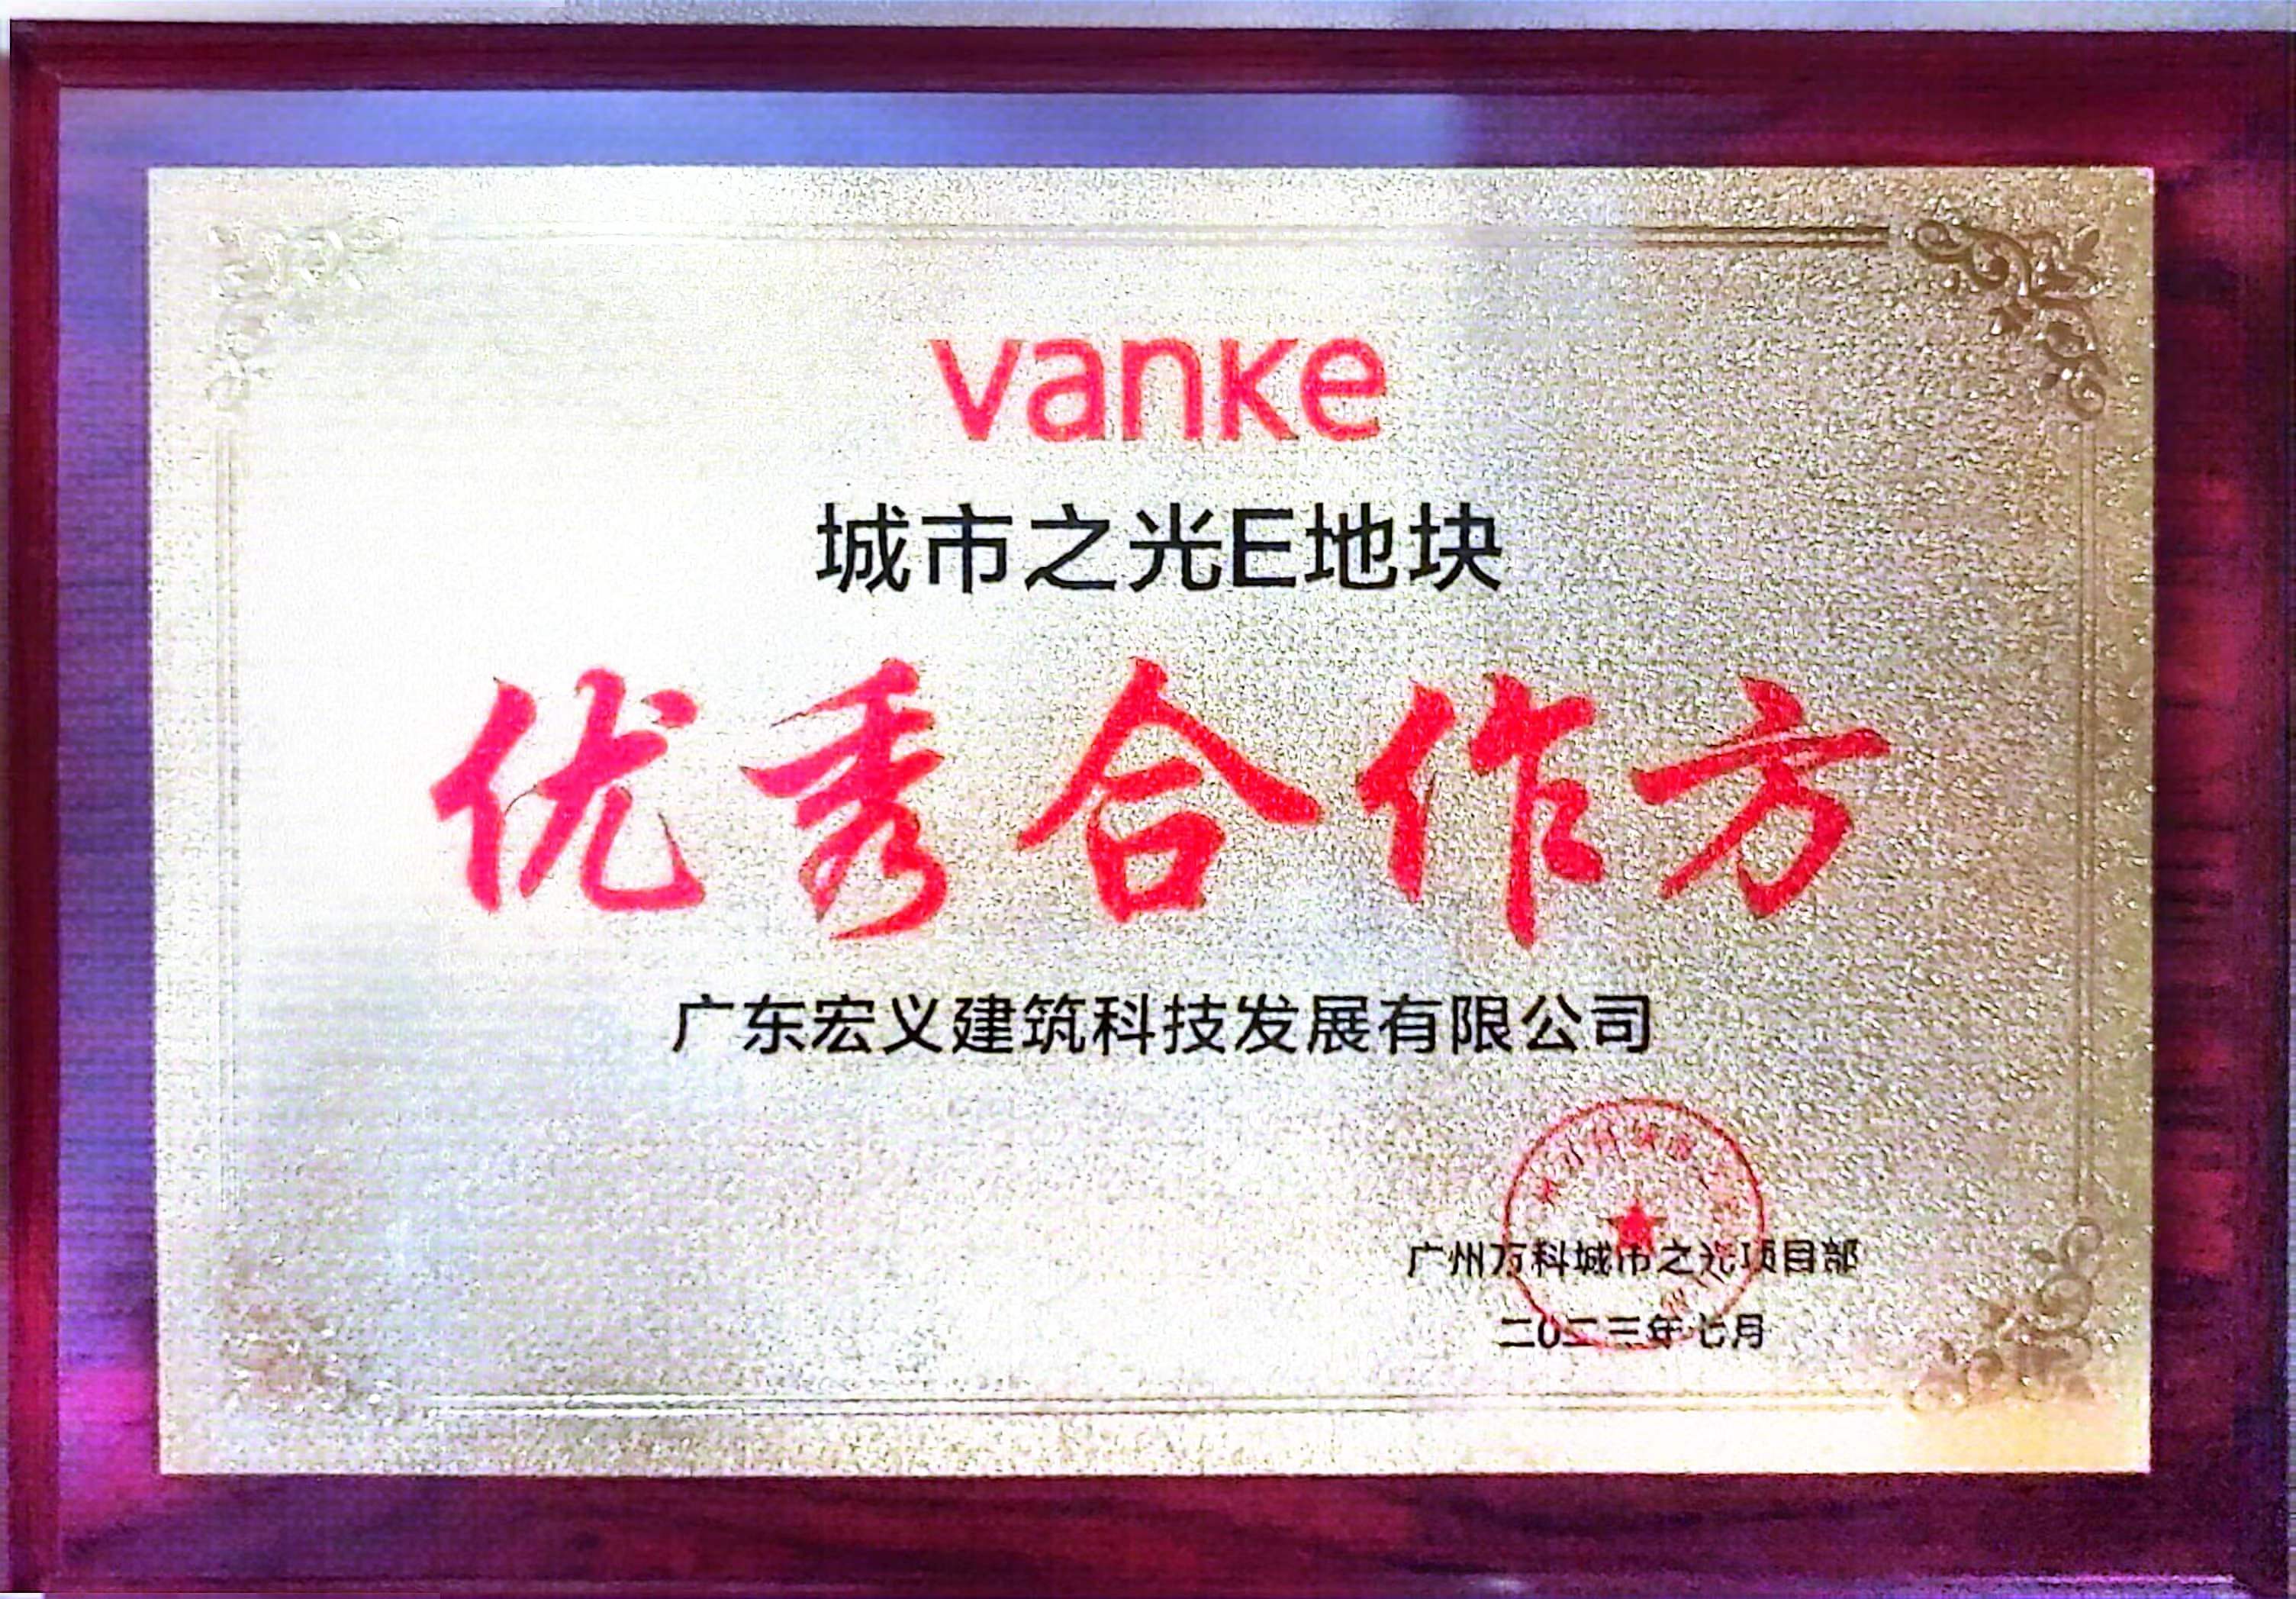 vanke
城市之光E地块
优秀合作方
广东宏义建筑科技发展有限公司
广州万科城市之光项目部
二0二三年七月